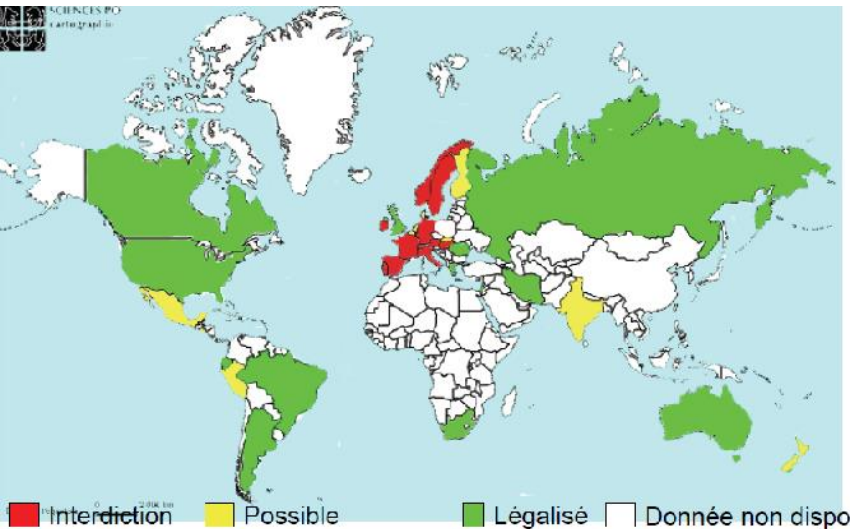 SCIENCES PO
cartographie
Interdiction
Possible
Légalisé
Donnée non dispo